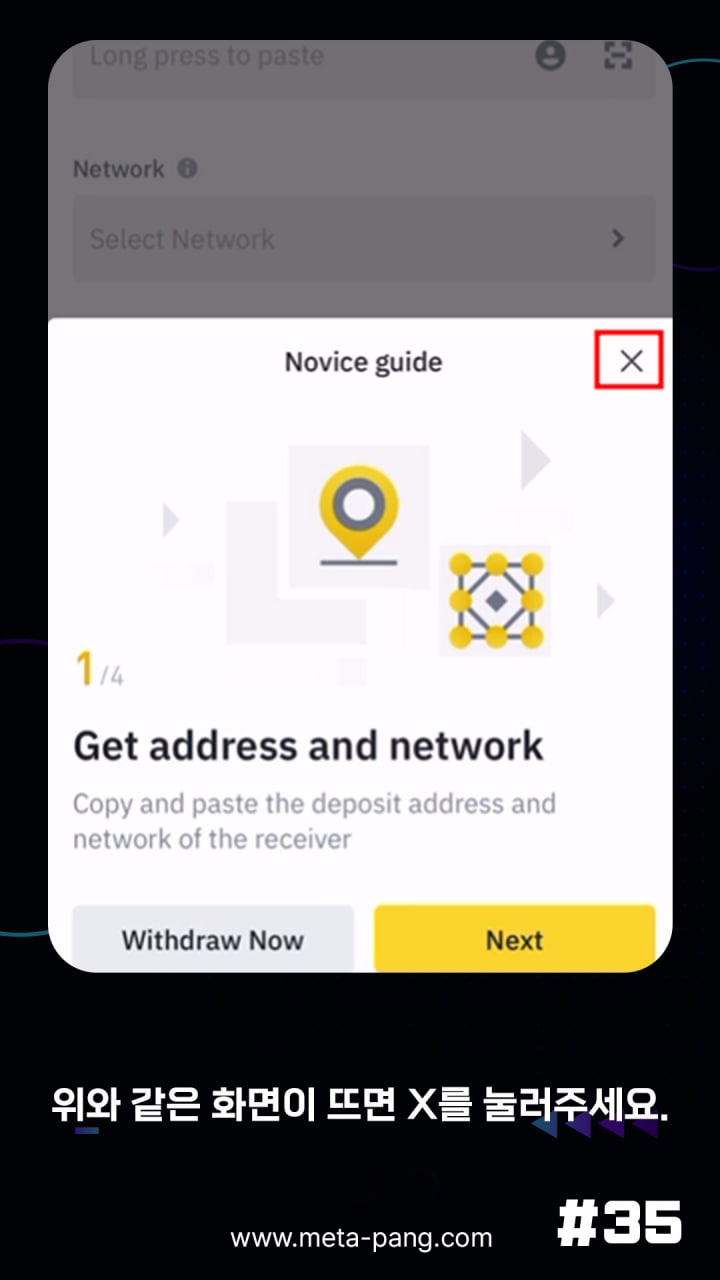 Long press to paste
Network
Select Network
Novice guide
1/4
Get address and network
Copy and paste the deposit address and
network of the receiver
Withdraw Now
Next
위와 같은 화면이 뜨면 X를 눌러주세요.
#35
www.meta-pang.com